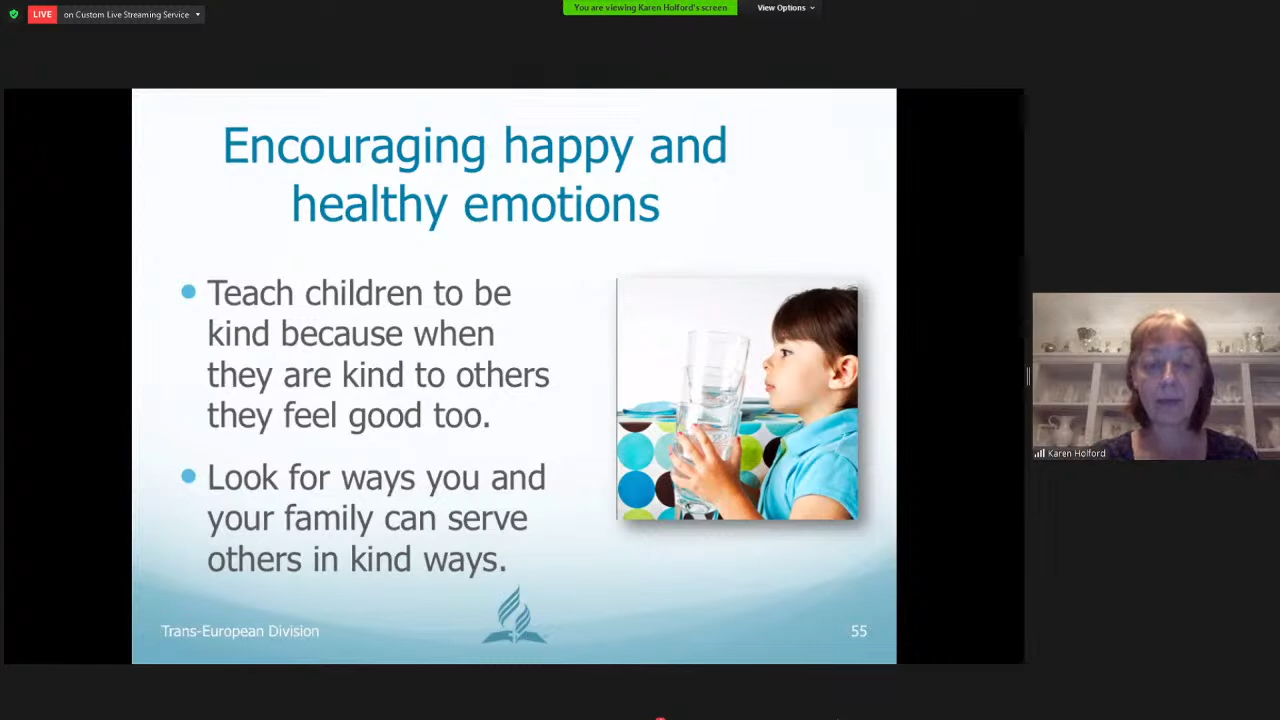 LIVE on Custom Live Streaming Service
You are viewing Karen Holford's screen
View Options
Encouraging happy and
healthy emotions
Teach children to be
kind because when
they are kind to others
they feel good too.
Look for ways you and
your family can serve
others in kind ways.
Trans-European Division
55
Karen Holford